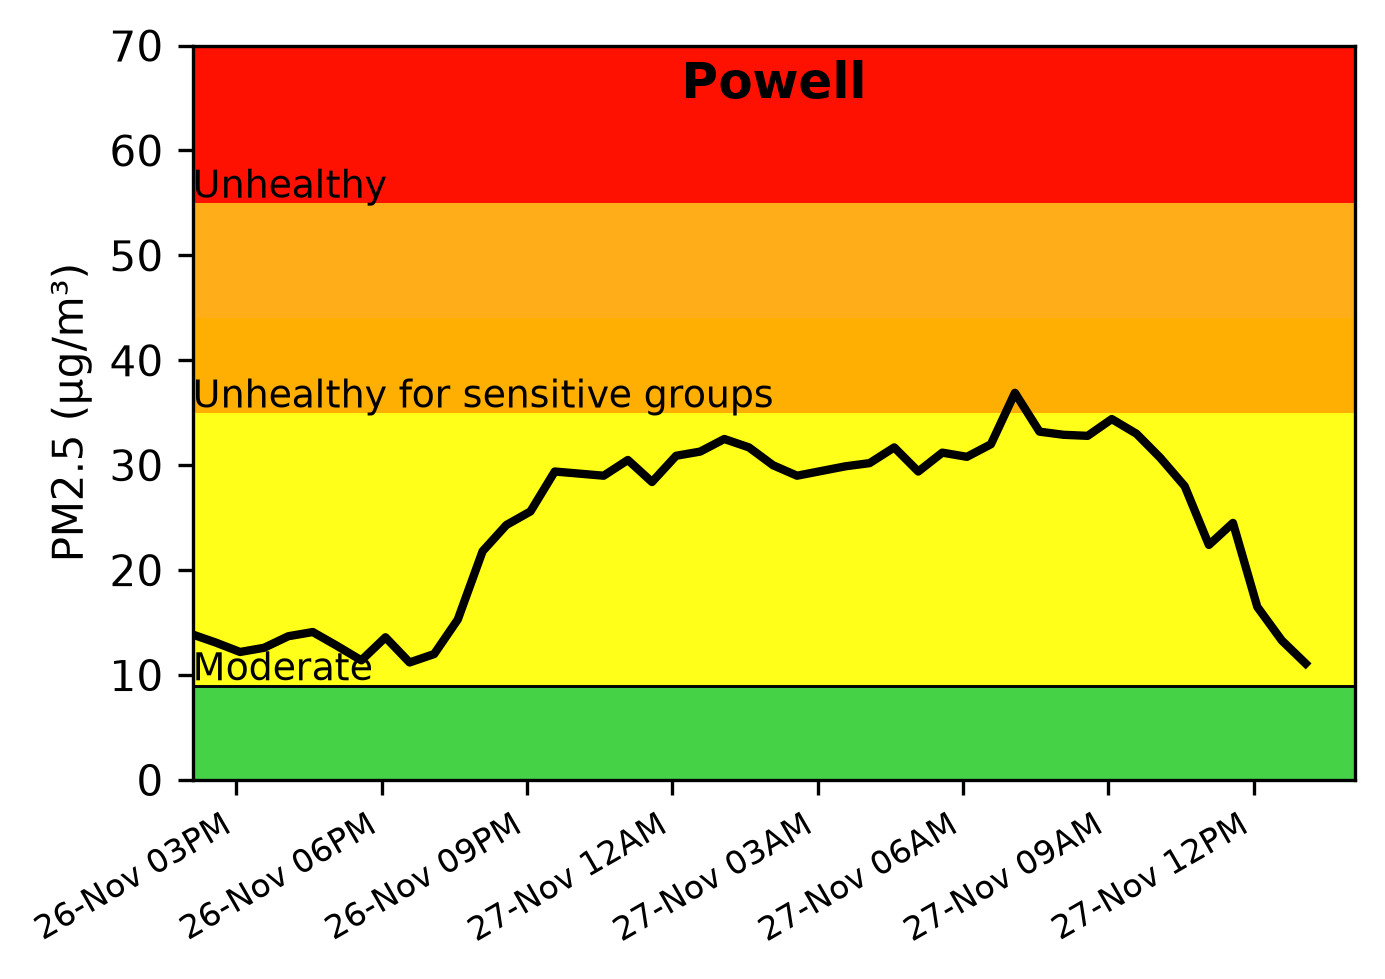 Powell
70
60
50
40
30
20
10
0
PM2.5 (µg/m³)
Unhealthy
Unhealthy for sensitive groups
Moderate
26-Nov 03PM
26-Nov 06PM
26-Nov 09PM
27-Nov 12AM
27-Nov 03AM
27-Nov 06AM
27-Nov 09AM
27-Nov 12PM